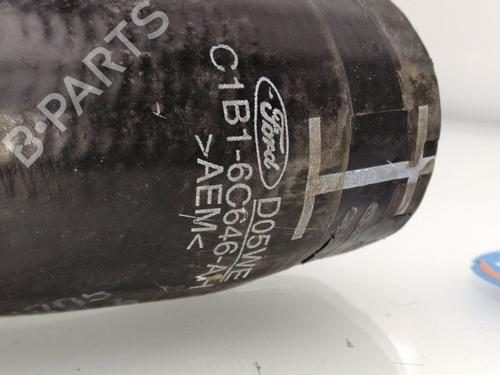 B-PARTS
Ford
D05WE
C1B1-6C646-AH
>AEM<